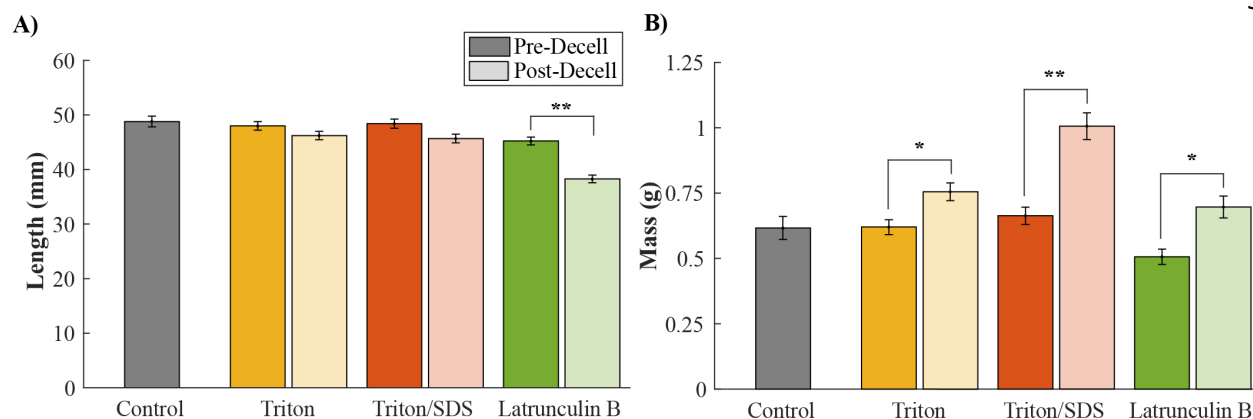 A)
Length (mm)
60
50
40
30
20
10
0
Pre-Decell
Post-Decell
**
Control Triton Triton/SDS Latrunculin B
B)
Mass (g)
1.25
1
0.75
0.5
0.25
0
*
**
*
Control Triton Triton/SDS Latrunculin B